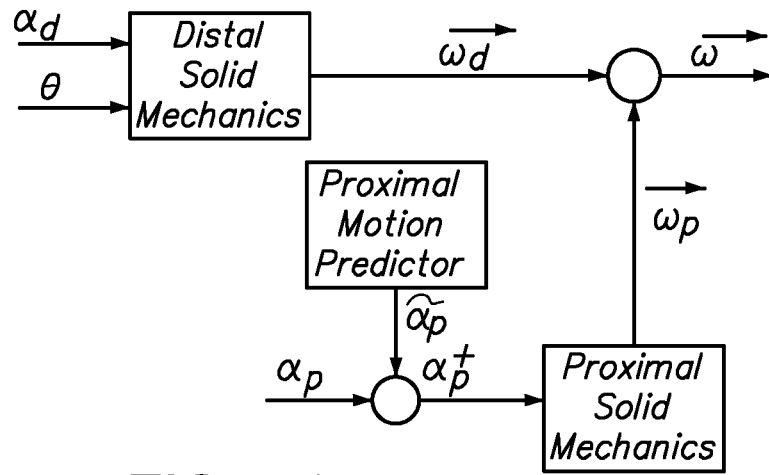 α_d
Distal
Solid
Mechanics
θ
ω_d
ω
Proximal
Motion
Predictor
ω_p
α̃_p
α_p
α_p^+
Proximal
Solid
Mechanics